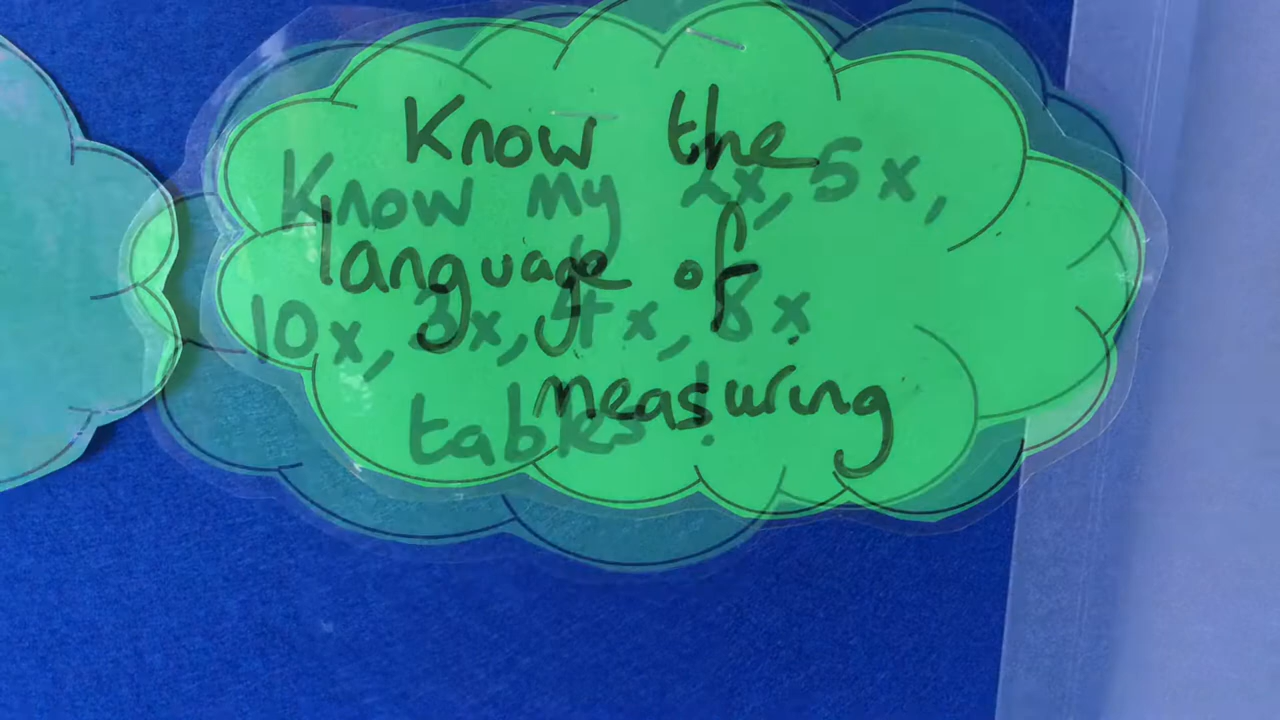 Know the
language of
measuring
Know my 2x, 5x,
10x, 3x, 4x, 8x
tables.